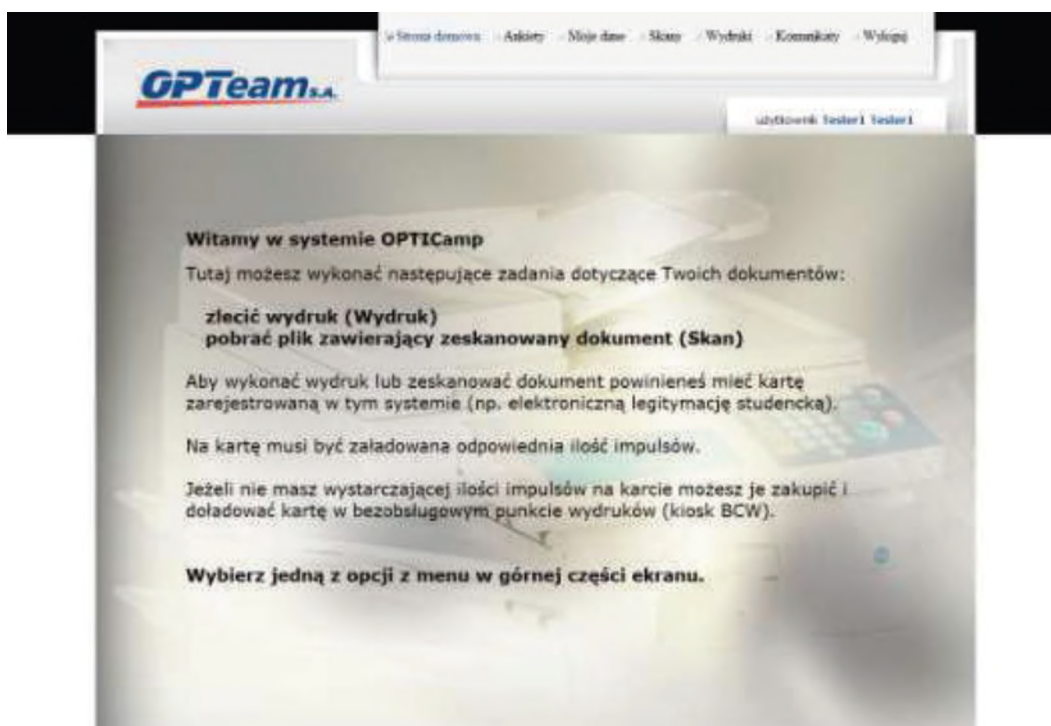 Strona domowa Ankiety Moje dane Skany Wydruki Komunikaty Wyloguj
OPTeam S.A.
użytkownik Tester1 Tester1
Witamy w systemie OPTICamp
Tutaj możesz wykonać następujące zadania dotyczące Twoich dokumentów:
zlecić wydruk (Wydruk)
pobrać plik zawierający zeskanowany dokument (Skan)
Aby wykonać wydruk lub zeskanować dokument powinieneś mieć kartę
zarejestrowaną w tym systemie (np. elektroniczną legitymację studencką).
Na kartę musi być załadowana odpowiednia ilość impulsów.
Jeżeli nie masz wystarczającej ilości impulsów na karcie możesz je zakupić i
doładować kartę w bezobsługowym punkcie wydruków (kiosk BCW).
Wybierz jedną z opcji z menu w górnej części ekranu.